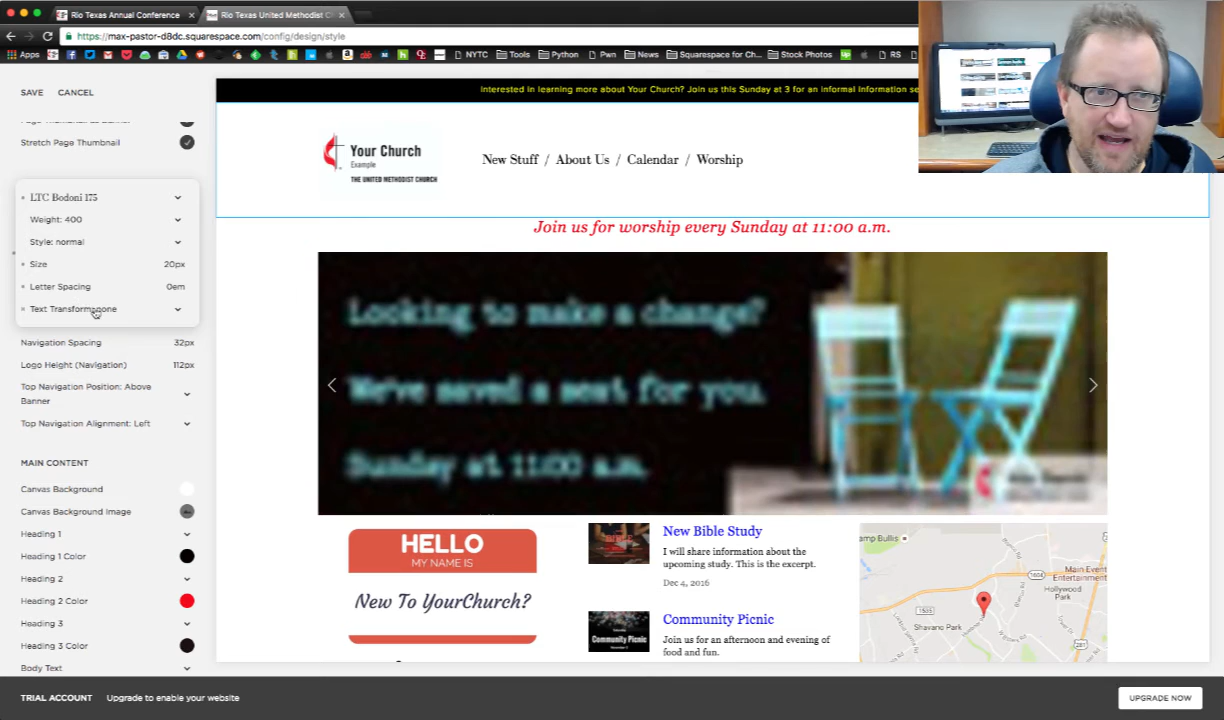 Rio Texas Annual Conference
Rio Texas United Methodist C
https://max-pastor-d8dc.squarespace.com/config/design/style
Apps
NYTC
Tools
Python
Pwn
News
Squarespace for Ch...
Stock Photos
RS
SAVE
CANCEL
Interested in learning more about Your Church? Join us this Sunday at 3 for an informal information se
Stretch Page Thumbnail
Your Church
Example
THE UNITED METHODIST CHURCH
New Stuff / About Us / Calendar / Worship
LTC Bodoni 175
Weight: 400
Style: normal
Size 20px
Letter Spacing 0em
Text Transform
Join us for worship every Sunday at 11:00 a.m.
Looking to make a change?
We've saved a seat for you.
Sunday at 11:00 a.m.
Navigation Spacing 32px
Logo Height (Navigation) 112px
Top Navigation Position: Above
Banner
Top Navigation Alignment: Left
MAIN CONTENT
Canvas Background
Canvas Background Image
Heading 1
Heading 1 Color
Heading 2
Heading 2 Color
Heading 3
Heading 3 Color
Body Text
HELLO
MY NAME IS
New To YourChurch?
BIBLE
New Bible Study
I will share information about the
upcoming study. This is the excerpt.
Dec 4, 2016
Community Picnic
Community Picnic
Join us for an afternoon and evening of
food and fun.
amp Bullis
1604
Main Event
Entertainment
Hollywood
Park
1535
Shavano Park
281
TRIAL ACCOUNT
Upgrade to enable your website
UPGRADE NOW